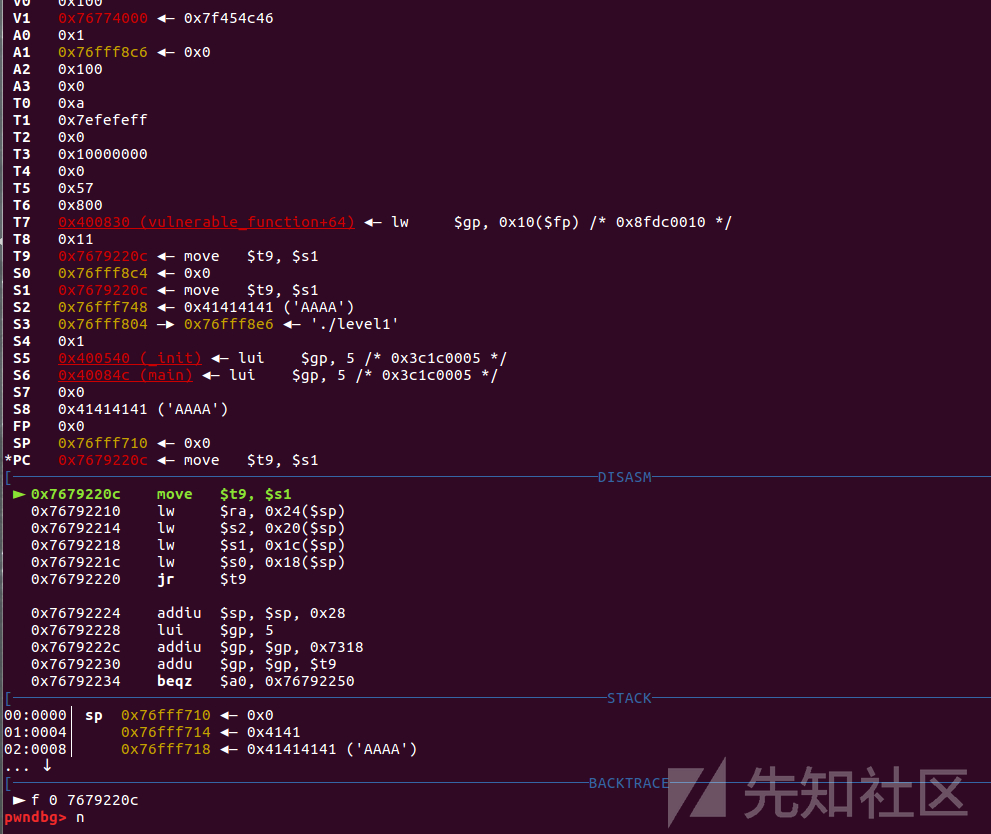 V0 0x100
V1 0x76774000 ◂— 0x7f454c46
A0 0x1
A1 0x76fff8c6 ◂— 0x0
A2 0x100
A3 0x0
T0 0xa
T1 0x7efefeff
T2 0x0
T3 0x10000000
T4 0x0
T5 0x57
T6 0x800
T7 0x400830 (vulnerable_function+64) ◂— lw $gp, 0x10($fp) /* 0x8fdc0010 */
T8 0x11
T9 0x7679220c ◂— move $t9, $s1
S0 0x76fff8c4 ◂— 0x0
S1 0x7679220c ◂— move $t9, $s1
S2 0x76fff748 ◂— 0x41414141 ('AAAA')
S3 0x76fff804 —▸ 0x76fff8e6 ◂— './level1'
S4 0x1
S5 0x400540 (_init) ◂— lui $gp, 5 /* 0x3c1c0005 */
S6 0x40084c (main) ◂— lui $gp, 5 /* 0x3c1c0005 */
S7 0x0
S8 0x41414141 ('AAAA')
FP 0x0
SP 0x76fff710 ◂— 0x0
*PC 0x7679220c ◂— move $t9, $s1
[DISASM
► 0x7679220c move $t9, $s1
0x76792210 lw $ra, 0x24($sp)
0x76792214 lw $s2, 0x20($sp)
0x76792218 lw $s1, 0x1c($sp)
0x7679221c lw $s0, 0x18($sp)
0x76792220 jr $t9
0x76792224 addiu $sp, $sp, 0x28
0x76792228 lui $gp, 5
0x7679222c addiu $gp, $gp, 0x7318
0x76792230 addu $gp, $gp, $t9
0x76792234 beqz $a0, 0x76792250
[STACK
00:0000│ sp 0x76fff710 ◂— 0x0
01:0004│ 0x76fff714 ◂— 0x4141
02:0008│ 0x76fff718 ◂— 0x41414141 ('AAAA')
... ↓
[BACKTRACE
► f 0 7679220c
pwndbg> n
先知社区